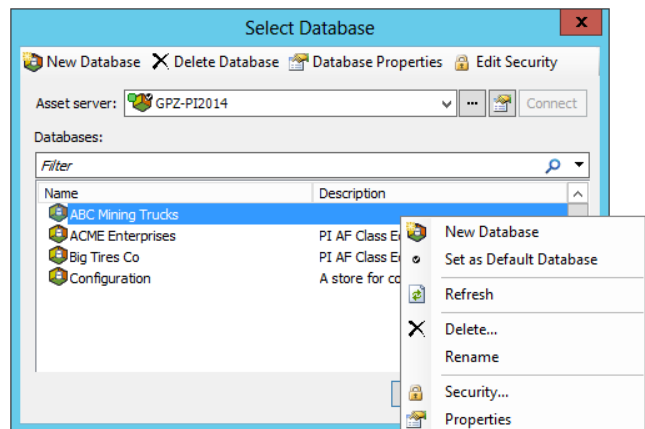 Select Database
x
New Database Delete Database Database Properties Edit Security
Asset server: GPZ-PI2014 ... Connect
Databases:
Filter
Name Description
ABC Mining Trucks
ACME Enterprises PI AF Class E
Big Tires Co PI AF Class E
Configuration A store for co
New Database
Set as Default Database
Refresh
Delete...
Rename
Security...
Properties